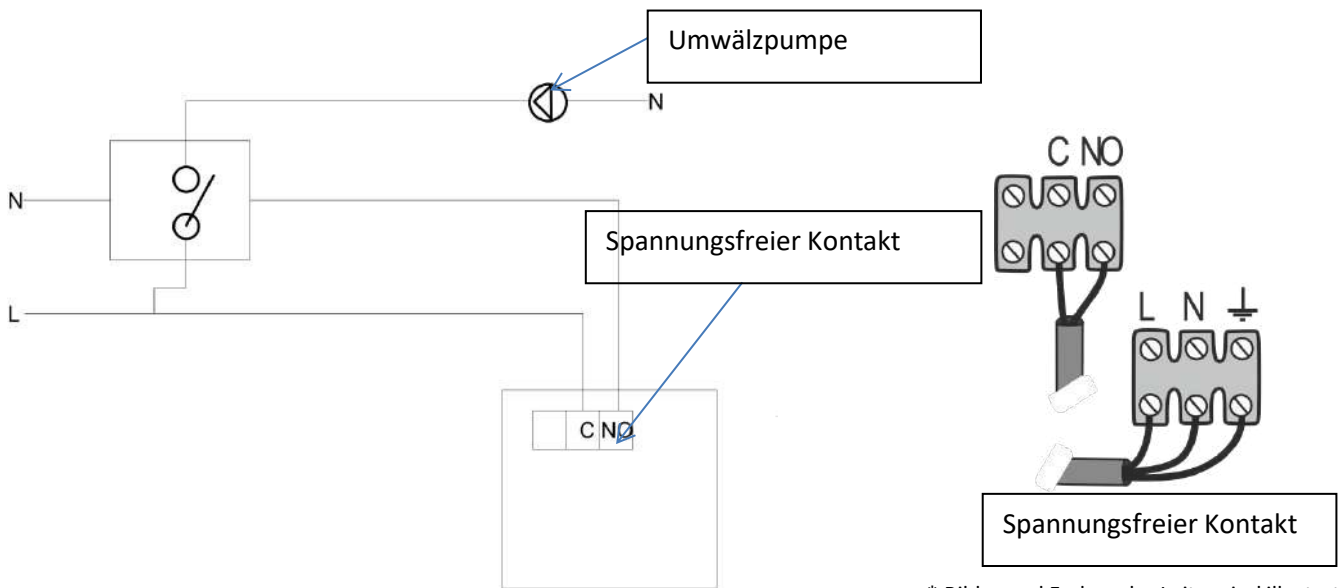 Umwälzpumpe
N
C NO
N
Spannungsfreier Kontakt
L
L N
C NO
Spannungsfreier Kontakt